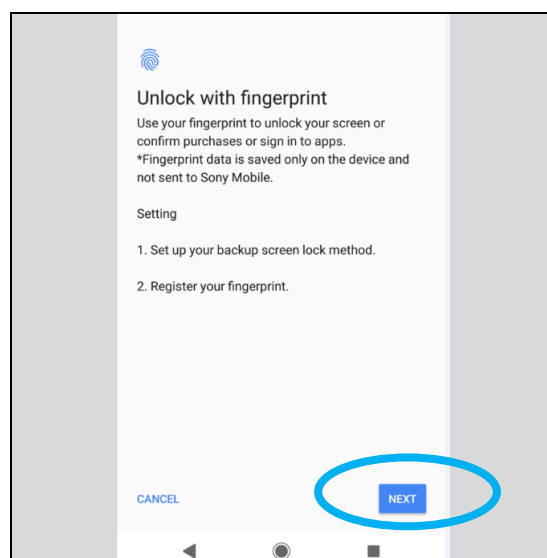 Unlock with fingerprint
Use your fingerprint to unlock your screen or
confirm purchases or sign in to apps.
*Fingerprint data is saved only on the device and
not sent to Sony Mobile.
Setting
1. Set up your backup screen lock method.
2. Register your fingerprint.
CANCEL
NEXT